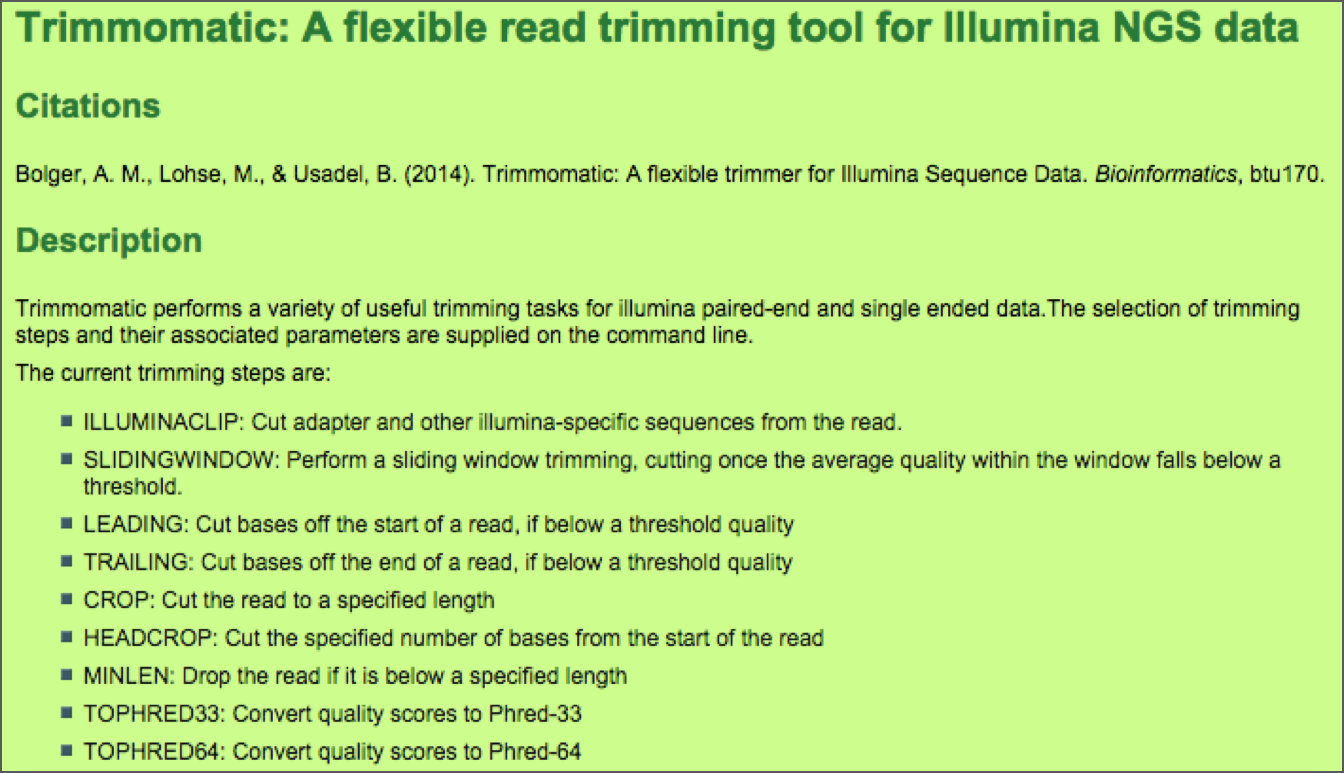 Trimmomatic: A flexible read trimming tool for Illumina NGS data
Citations
Bolger, A. M., Lohse, M., & Usadel, B. (2014). Trimmomatic: A flexible trimmer for Illumina Sequence Data. Bioinformatics, btu170.
Description
Trimmomatic performs a variety of useful trimming tasks for illumina paired-end and single ended data.The selection of trimming
steps and their associated parameters are supplied on the command line.
The current trimming steps are:
ILLUMINACLIP: Cut adapter and other illumina-specific sequences from the read.
SLIDINGWINDOW: Perform a sliding window trimming, cutting once the average quality within the window falls below a
threshold.
LEADING: Cut bases off the start of a read, if below a threshold quality
TRAILING: Cut bases off the end of a read, if below a threshold quality
CROP: Cut the read to a specified length
HEADCROP: Cut the specified number of bases from the start of the read
MINLEN: Drop the read if it is below a specified length
TOPHRED33: Convert quality scores to Phred-33
TOPHRED64: Convert quality scores to Phred-64